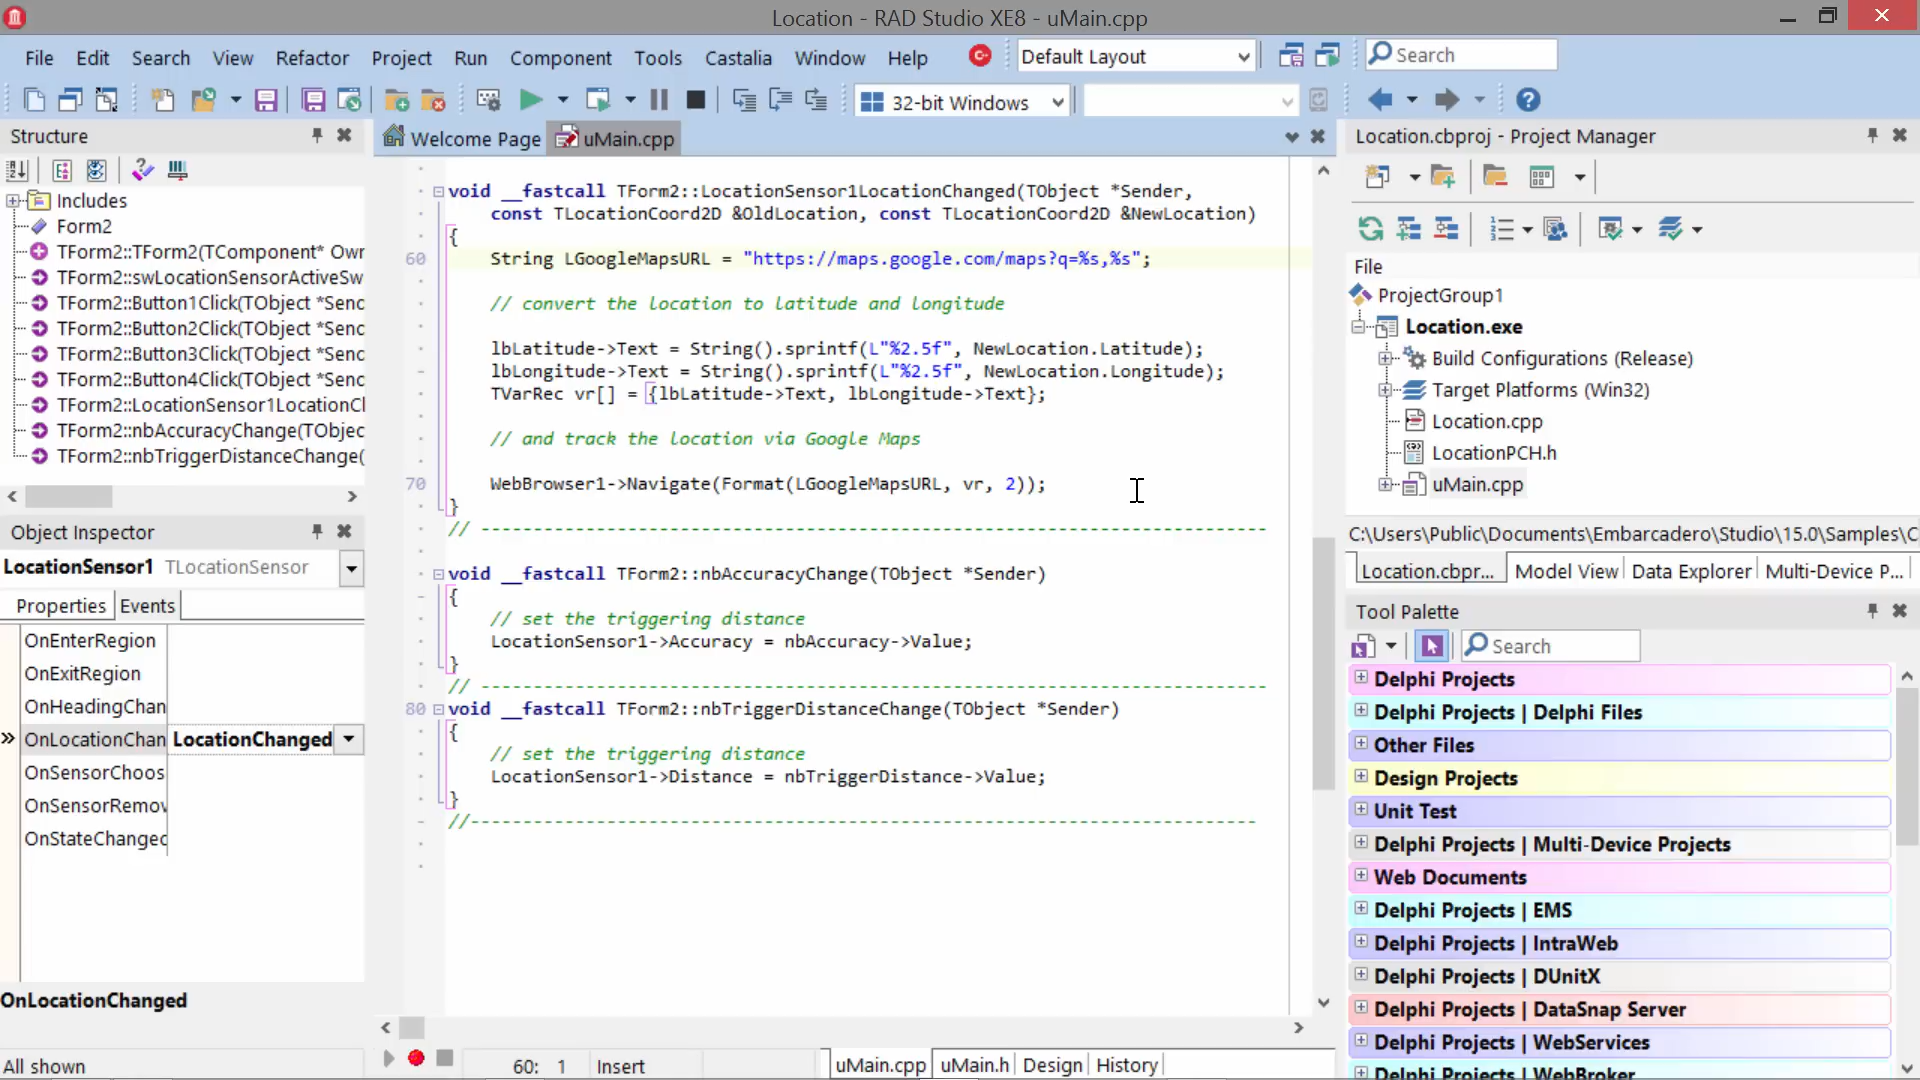 Location - RAD Studio XE8 - uMain.cpp
File Edit Search View Refactor Project Run Component Tools Castalia Window Help Default Layout Search
32-bit Windows
Structure
Includes
Form2
TForm2::TForm2(TComponent* Owr
TForm2::swLocationSensorActiveSw
TForm2::Button1Click(TObject *Senc
TForm2::Button2Click(TObject *Senc
TForm2::Button3Click(TObject *Senc
TForm2::Button4Click(TObject *Senc
TForm2::LocationSensor1LocationCl
TForm2::nbAccuracyChange(TObjec
TForm2::nbTriggerDistanceChange(
Object Inspector
LocationSensor1 TLocationSensor
Properties Events
OnEnterRegion
OnExitRegion
OnHeadingChan
OnLocationChan LocationChanged
OnSensorChoos
OnSensorRemov
OnStateChanged
OnLocationChanged
All shown
Welcome Page uMain.cpp
void __fastcall TForm2::LocationSensor1LocationChanged(TObject *Sender,
const TLocationCoord2D &OldLocation, const TLocationCoord2D &NewLocation)
{
60 String LGoogleMapsURL = "https://maps.google.com/maps?q=%s,%s";
// convert the location to latitude and longitude
lbLatitude->Text = String().sprintf(L"%2.5f", NewLocation.Latitude);
lbLongitude->Text = String().sprintf(L"%2.5f", NewLocation.Longitude);
TVarRec vr[] = {lbLatitude->Text, lbLongitude->Text};
// and track the location via Google Maps
70 WebBrowser1->Navigate(Format(LGoogleMapsURL, vr, 2));
}
// ---------------------------------------------------------------------------
void __fastcall TForm2::nbAccuracyChange(TObject *Sender)
{
// set the triggering distance
LocationSensor1->Accuracy = nbAccuracy->Value;
}
// ---------------------------------------------------------------------------
80 void __fastcall TForm2::nbTriggerDistanceChange(TObject *Sender)
{
// set the triggering distance
LocationSensor1->Distance = nbTriggerDistance->Value;
}
//---------------------------------------------------------------------------
60: 1 Insert uMain.cpp uMain.h Design History
Location.cbproj - Project Manager
File
ProjectGroup1
Location.exe
Build Configurations (Release)
Target Platforms (Win32)
Location.cpp
LocationPCH.h
uMain.cpp
C:\Users\Public\Documents\Embarcadero\Studio\15.0\Samples\C
Location.cbpr... Model View Data Explorer Multi-Device P...
Tool Palette
Search
Delphi Projects
Delphi Projects | Delphi Files
Other Files
Design Projects
Unit Test
Delphi Projects | Multi-Device Projects
Web Documents
Delphi Projects | EMS
Delphi Projects | IntraWeb
Delphi Projects | DUnitX
Delphi Projects | DataSnap Server
Delphi Projects | WebServices
Delphi Projects | WebBroker